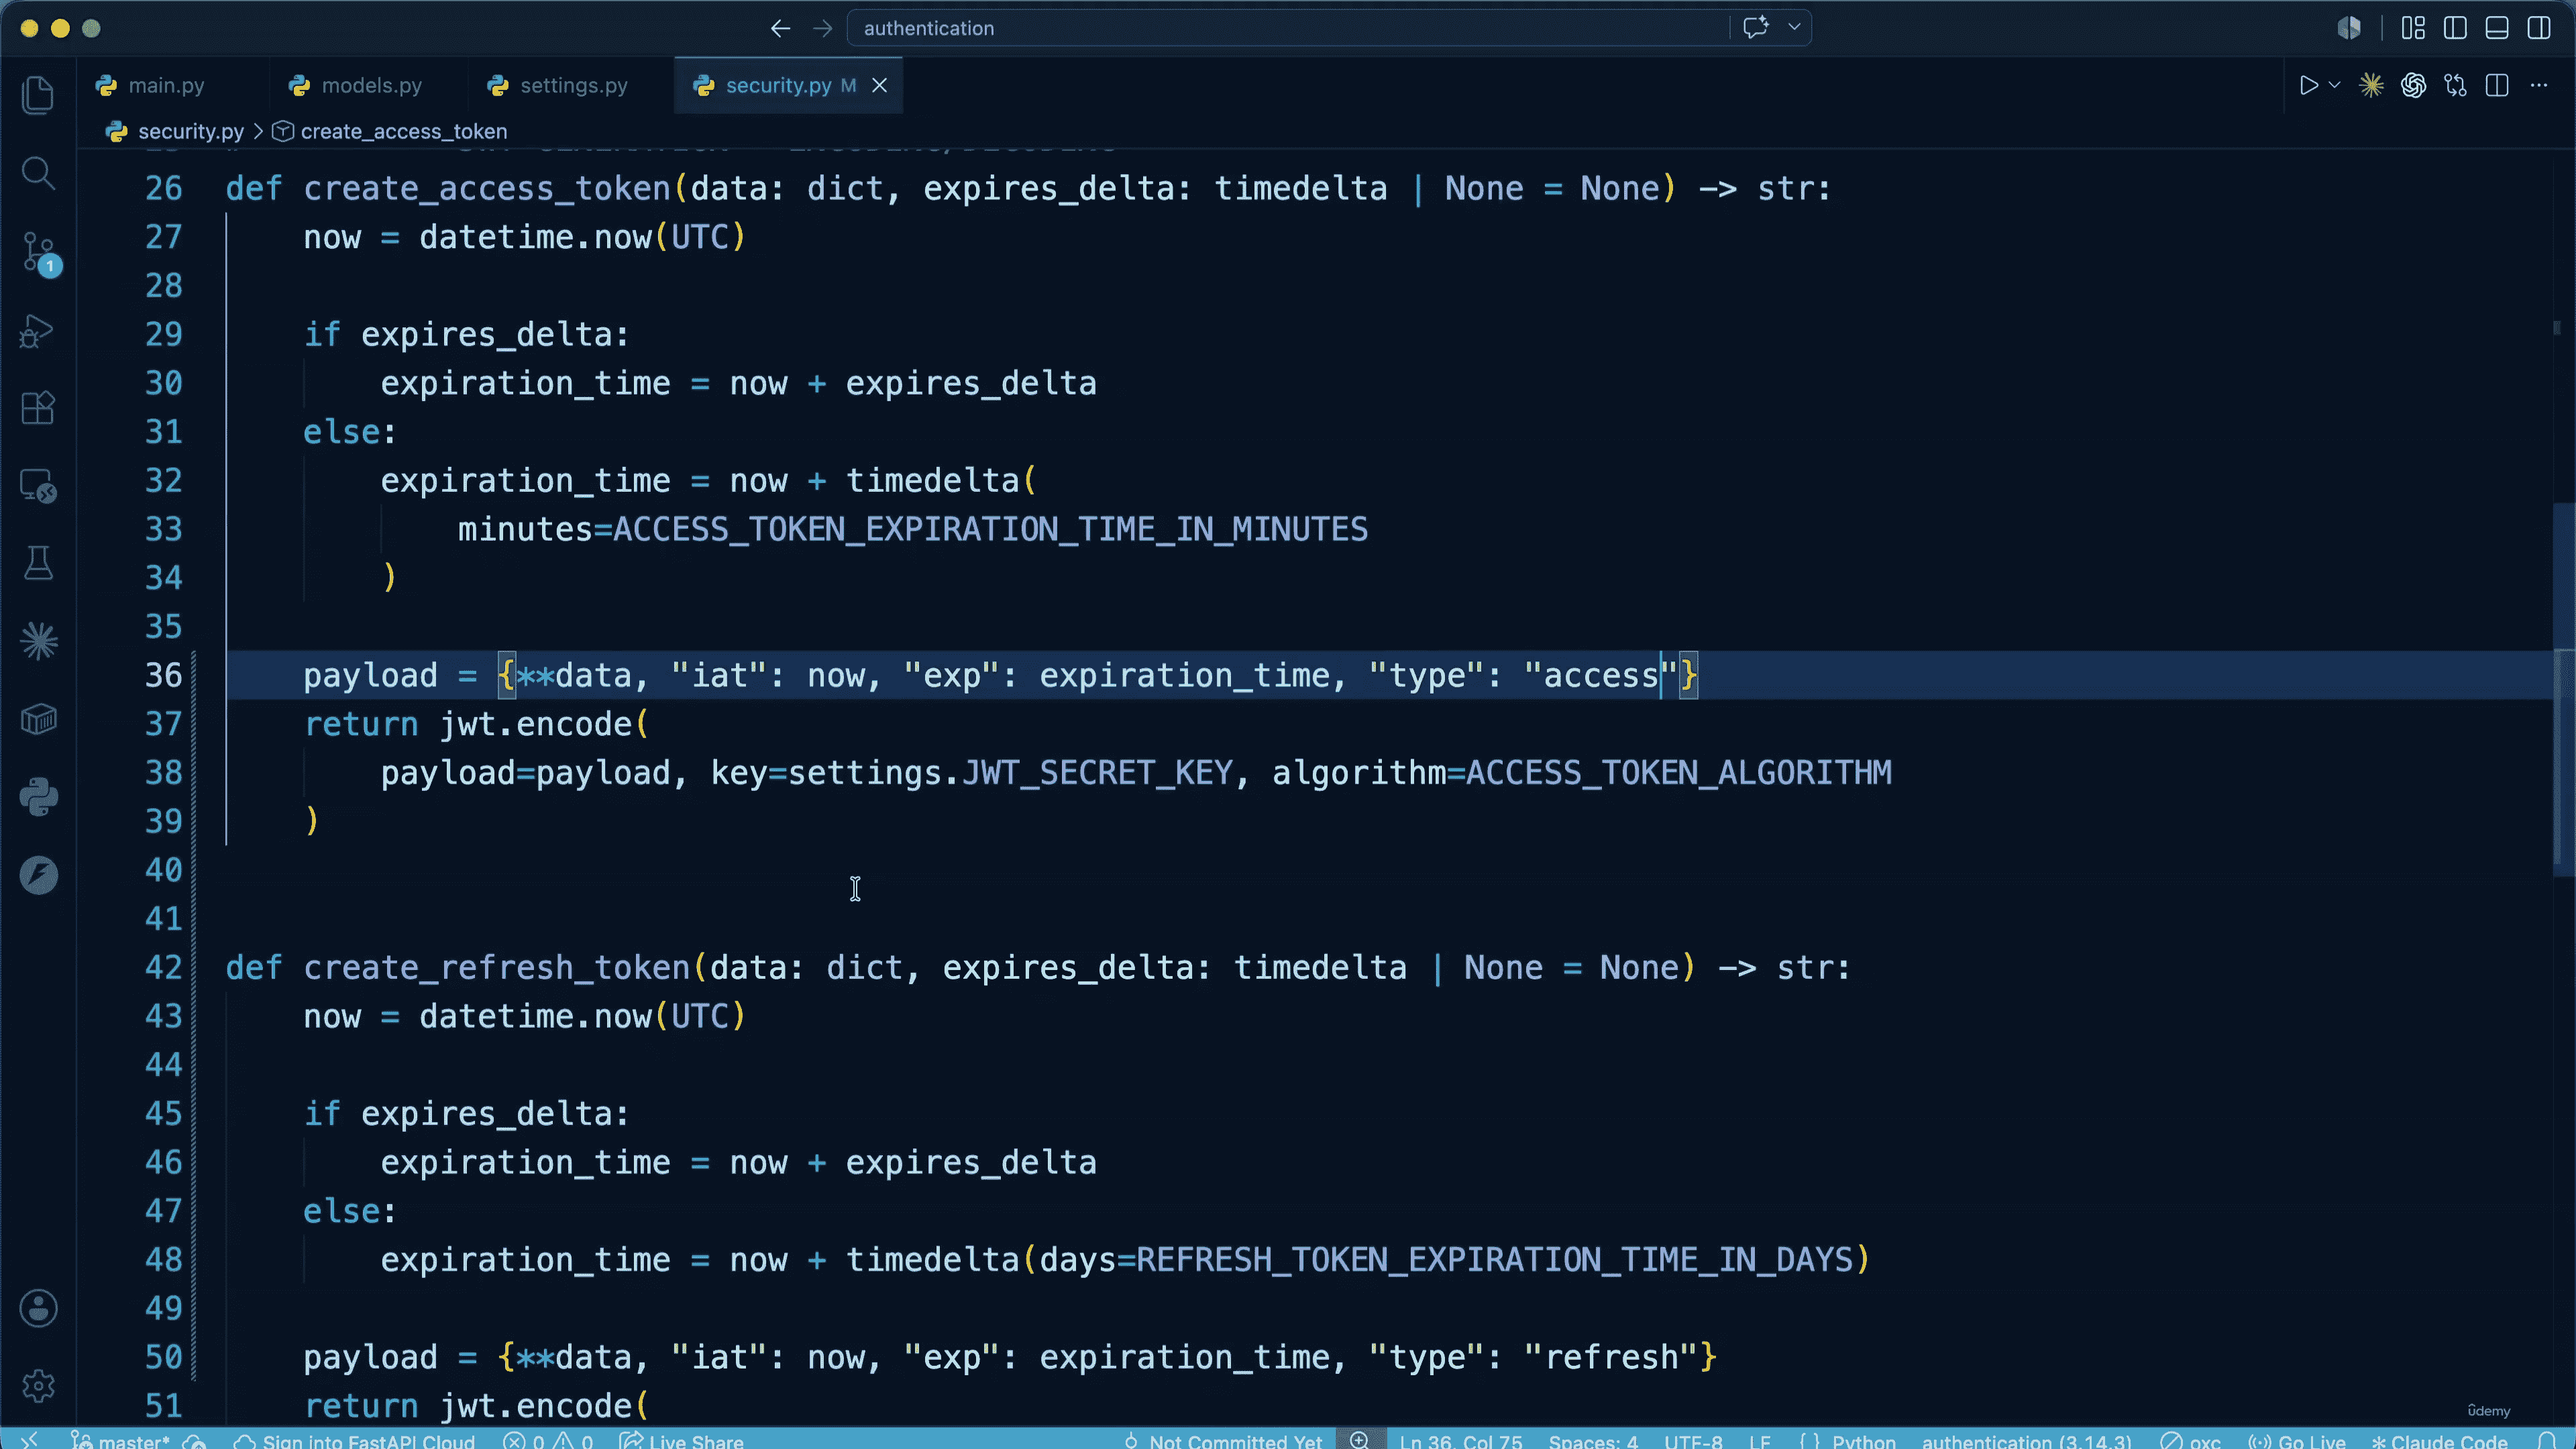 authentication
main.py
models.py
settings.py
security.py M
security.py > create_access_token
26 def create_access_token(data: dict, expires_delta: timedelta | None = None) -> str:
27 now = datetime.now(UTC)
28
29 if expires_delta:
30 expiration_time = now + expires_delta
31 else:
32 expiration_time = now + timedelta(
33 minutes=ACCESS_TOKEN_EXPIRATION_TIME_IN_MINUTES
34 )
35
36 payload = {**data, "iat": now, "exp": expiration_time, "type": "access"}
37 return jwt.encode(
38 payload=payload, key=settings.JWT_SECRET_KEY, algorithm=ACCESS_TOKEN_ALGORITHM
39 )
40
41
42 def create_refresh_token(data: dict, expires_delta: timedelta | None = None) -> str:
43 now = datetime.now(UTC)
44
45 if expires_delta:
46 expiration_time = now + expires_delta
47 else:
48 expiration_time = now + timedelta(days=REFRESH_TOKEN_EXPIRATION_TIME_IN_DAYS)
49
50 payload = {**data, "iat": now, "exp": expiration_time, "type": "refresh"}
51 return jwt.encode(
1
ûdemy
master* Sign into FastAPI Cloud 0 0 Live Share Not Committed Yet Ln 36, Col 75 Spaces: 4 UTF-8 LF { } Python authentication (3.14.3) oxc Go Live Claude Code